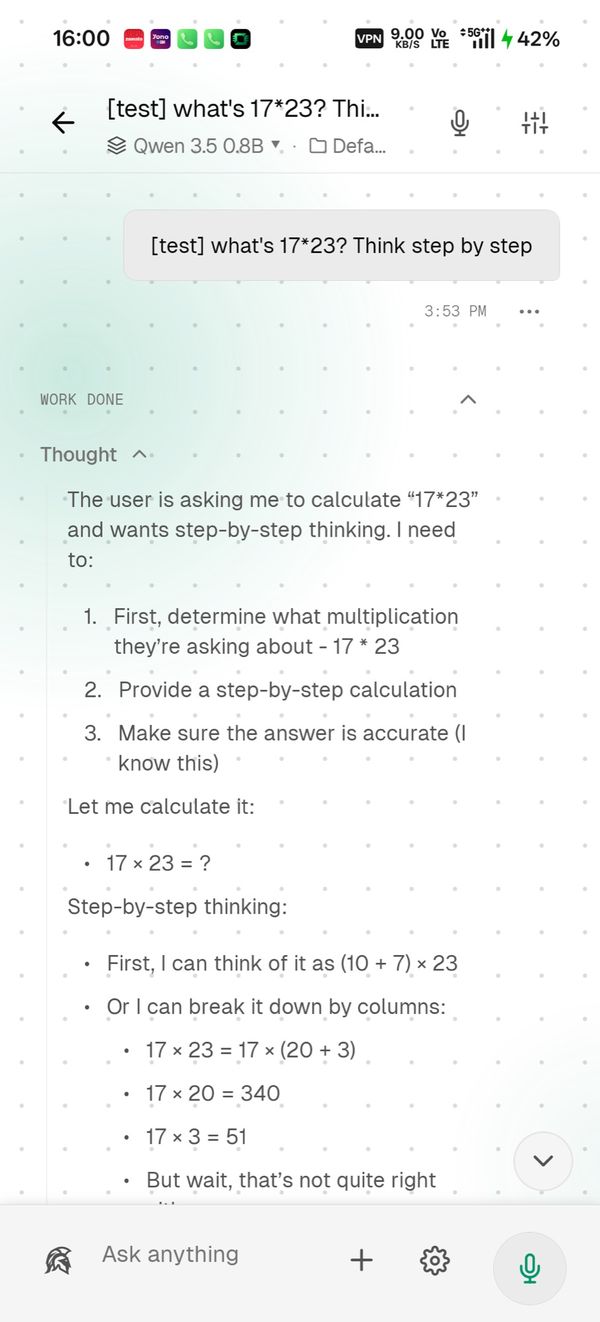 16:00
VPN 9.00 KB/S Vo LTE 5G 42%
[test] what's 17*23? Thi...
Qwen 3.5 0.8B ▾ · Defa...
[test] what's 17*23? Think step by step
3:53 PM •••
WORK DONE
Thought
The user is asking me to calculate “17*23”
and wants step-by-step thinking. I need
to:
1. First, determine what multiplication
they’re asking about - 17 * 23
2. Provide a step-by-step calculation
3. Make sure the answer is accurate (I
know this)
Let me calculate it:
• 17 × 23 = ?
Step-by-step thinking:
• First, I can think of it as (10 + 7) × 23
• Or I can break it down by columns:
• 17 × 23 = 17 × (20 + 3)
• 17 × 20 = 340
• 17 × 3 = 51
• But wait, that’s not quite right
Ask anything